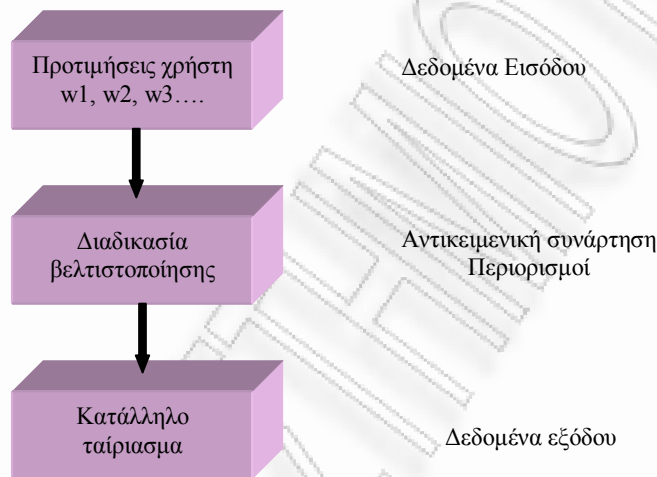 Προτιμήσεις χρήστη
w1, w2, w3….
Δεδομένα Εισόδου
Διαδικασία
βελτιστοποίησης
Αντικειμενική συνάρτηση
Περιορισμοί
Κατάλληλο
ταίριασμα
Δεδομένα εξόδου